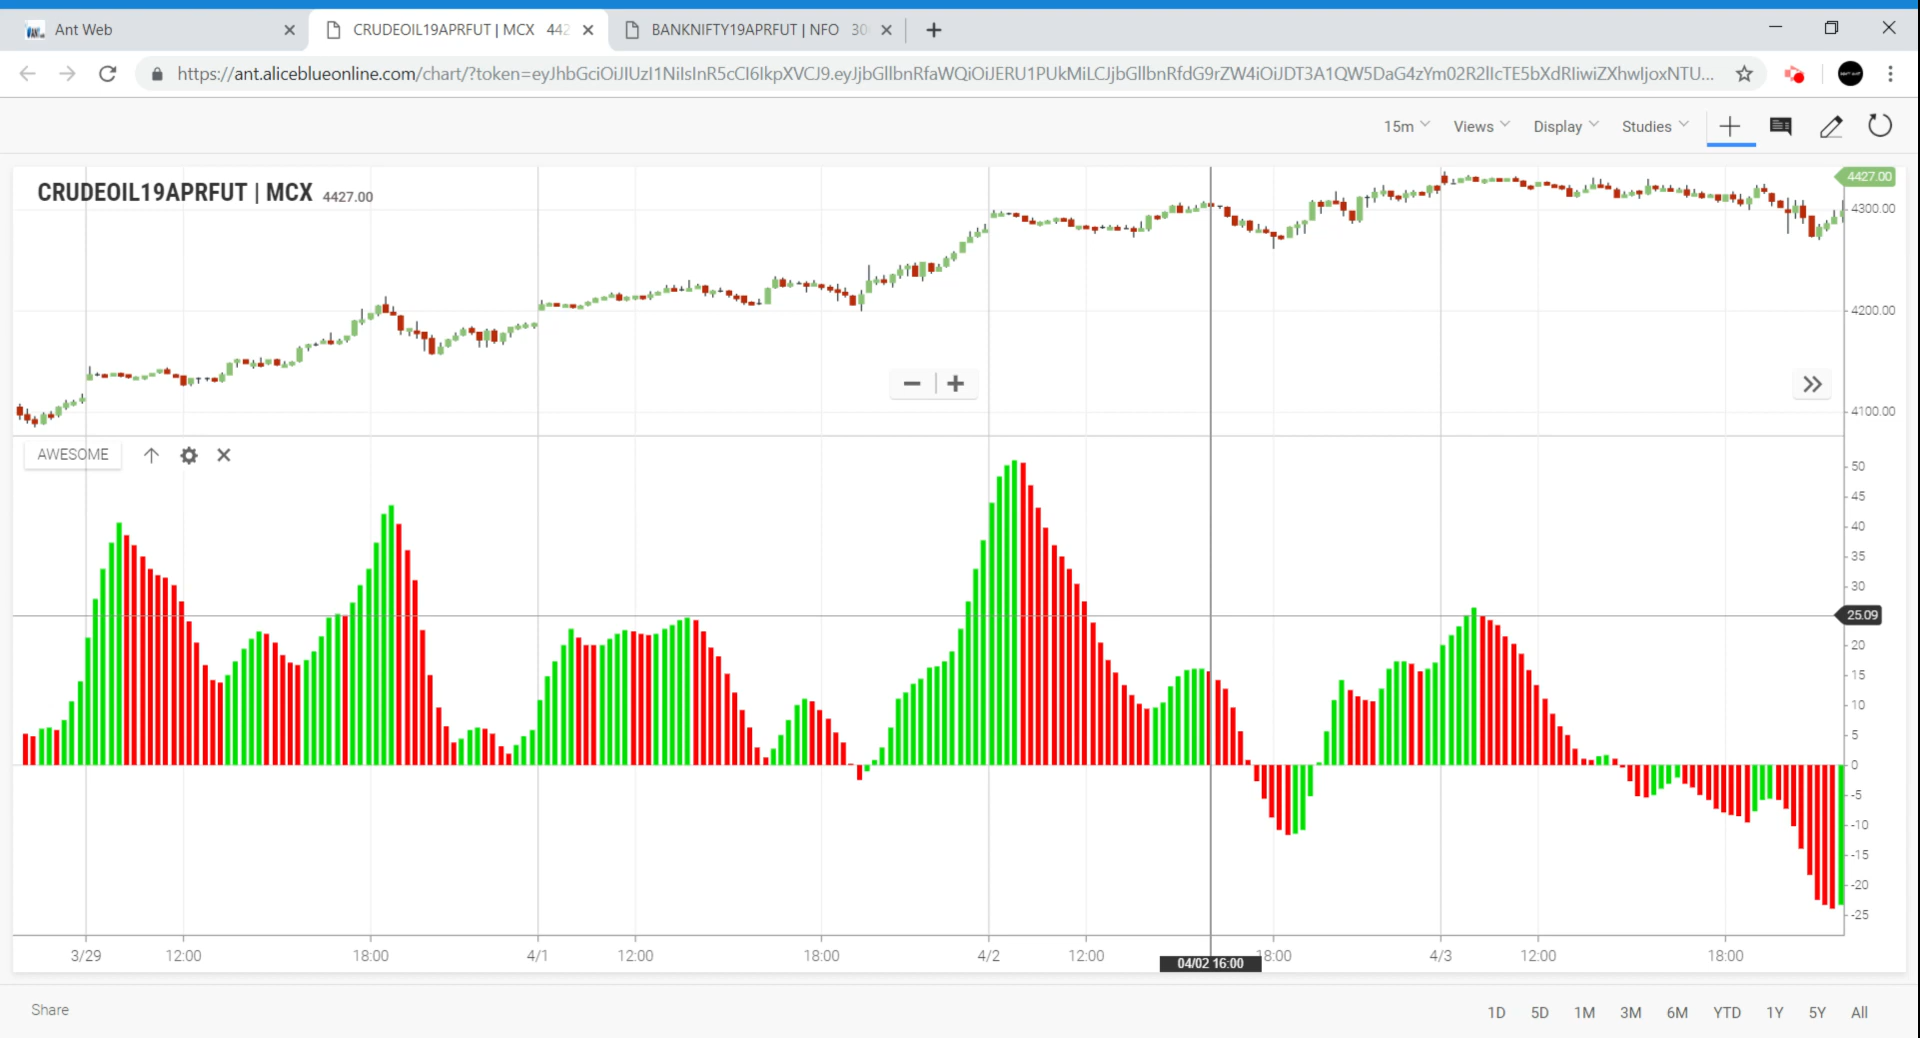 Ant Web
CRUDEOIL19APRFUT | MCX 442
BANKNIFTY19APRFUT | NFO 30
https://ant.aliceblueonline.com/chart/?token=eyJhbGciOiJIUzI1NiIsInR5cCI6IkpXVCJ9.eyJjbGllbnRfaWQiOiJERU1PUkMiLCJjbGllbnRfdG9rZW4iOiJDT3A1QW5DaG4zYm02R2lIcTE5bXdRIiwiZXhwIjoxNTU...
15m Views Display Studies
CRUDEOIL19APRFUT | MCX 4427.00
4427.00
4300.00
4200.00
4100.00
AWESOME
50
45
40
35
30
25.09
20
15
10
5
0
-5
-10
-15
-20
-25
3/29 12:00 18:00 4/1 12:00 18:00 4/2 12:00 04/02 16:00 18:00 4/3 12:00 18:00
Share
1D 5D 1M 3M 6M YTD 1Y 5Y All